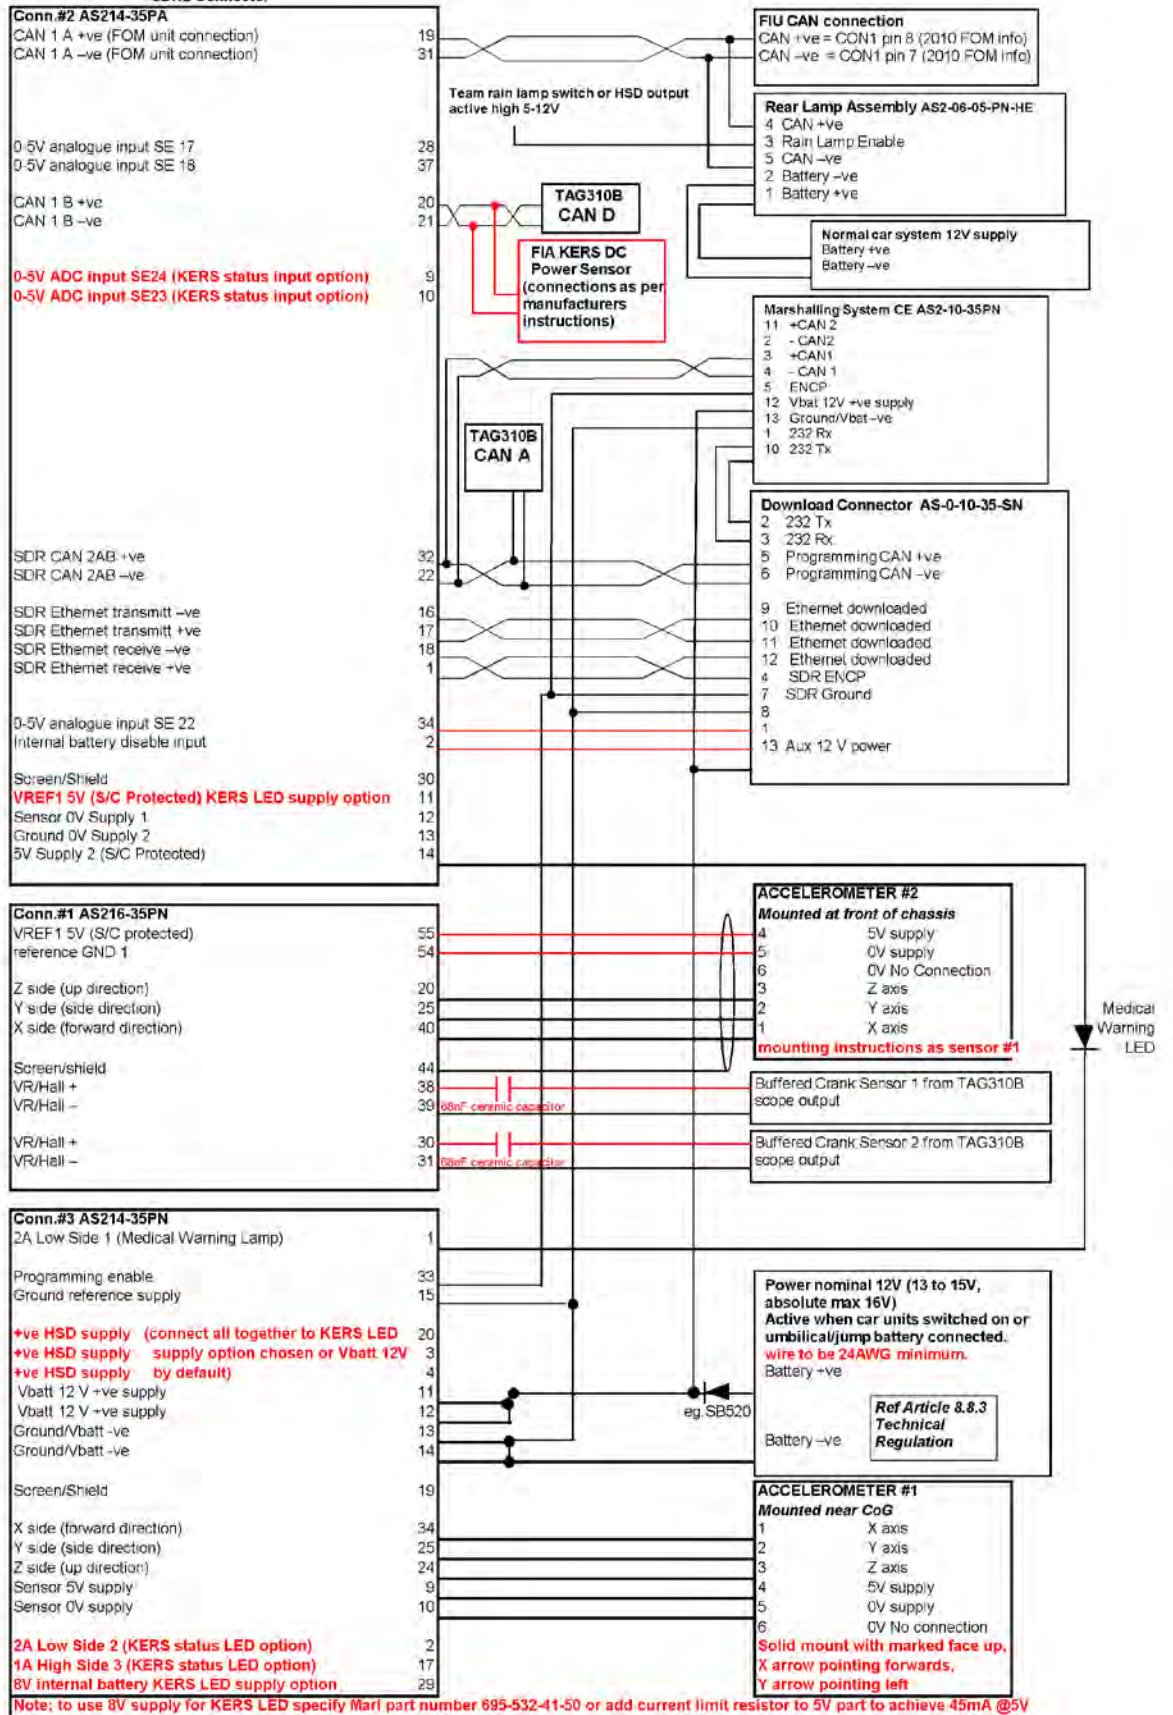 Conn.#2 AS214-35PA
CAN 1 A +ve (FOM unit connection) 19
CAN 1 A –ve (FOM unit connection) 31
0-5V analogue input SE 17 28
0-5V analogue input SE 18 37
CAN 1 B +ve 20
CAN 1 B –ve 21
0-5V ADC input SE24 (KERS status input option) 9
0-5V ADC input SE23 (KERS status input option) 10
SDR CAN 2AB +ve 32
SDR CAN 2AB –ve 22
SDR Ethernet transmitt –ve 16
SDR Ethernet transmitt +ve 17
SDR Ethernet receive –ve 18
SDR Ethernet receive +ve 1
0-5V analogue input SE 22 34
Internal battery disable input 2
Screen/Shield 30
VREF1 5V (S/C Protected) KERS LED supply option 11
Sensor 0V Supply 1 12
Ground 0V Supply 2 13
5V Supply 2 (S/C Protected) 14
Team rain lamp switch or HSD output
active high 5-12V
TAG310B
CAN D
FIA KERS DC
Power Sensor
(connections as per
manufacturers
instructions)
TAG310B
CAN A
FIU CAN connection
CAN +ve = CON1 pin 8 (2010 FOM info)
CAN –ve = CON1 pin 7 (2010 FOM info)
Rear Lamp Assembly AS2-06-05-PN-HE
4 CAN +ve
3 Rain Lamp Enable
5 CAN –ve
2 Battery –ve
1 Battery +ve
Normal car system 12V supply
Battery +ve
Battery –ve
Marshalling System CE AS2-10-35PN
11 +CAN 2
2 - CAN2
3 +CAN1
4 - CAN 1
5 ENCP
12 Vbat 12V +ve supply
13 Ground/Vbat –ve
1 232 Rx
10 232 Tx
Download Connector AS-0-10-35-SN
2 232 Tx
3 232 Rx
5 Programming CAN +ve
6 Programming CAN –ve
9 Ethernet downloaded
10 Ethernet downloaded
11 Ethernet downloaded
12 Ethernet downloaded
4 SDR ENCP
7 SDR Ground
8
1
13 Aux 12 V power
Conn.#1 AS216-35PN
VREF1 5V (S/C protected) 55
reference GND 1 54
Z side (up direction) 20
Y side (side direction) 25
X side (forward direction) 40
Screen/shield 44
VR/Hall + 38
VR/Hall – 39
68nF ceramic capacitor
VR/Hall + 30
VR/Hall – 31
68nF ceramic capacitor
ACCELEROMETER #2
Mounted at front of chassis
4 5V supply
5 0V supply
6 0V No Connection
3 Z axis
2 Y axis
1 X axis
mounting instructions as sensor #1
Buffered Crank Sensor 1 from TAG310B
scope output
Buffered Crank Sensor 2 from TAG310B
scope output
Medical
Warning
LED
Conn.#3 AS214-35PN
2A Low Side 1 (Medical Warning Lamp) 1
Programming enable 33
Ground reference supply 15
+ve HSD supply (connect all together to KERS LED 20
+ve HSD supply supply option chosen or Vbatt 12V 3
+ve HSD supply by default) 4
Vbatt 12 V +ve supply 11
Vbatt 12 V +ve supply 12
Ground/Vbatt -ve 13
Ground/Vbatt -ve 14
Screen/Shield 19
X side (forward direction) 34
Y side (side direction) 25
Z side (up direction) 24
Sensor 5V supply 9
Sensor 0V supply 10
2A Low Side 2 (KERS status LED option) 2
1A High Side 3 (KERS status LED option) 17
8V internal battery KERS LED supply option 29
eg. SB520
Power nominal 12V (13 to 15V,
absolute max 16V)
Active when car units switched on or
umbilical/jump battery connected.
wire to be 24AWG minimum.
Battery +ve
Ref Article 8.8.3
Technical
Regulation
Battery –ve
ACCELEROMETER #1
Mounted near CoG
1 X axis
2 Y axis
3 Z axis
4 5V supply
5 0V supply
6 0V No connection
Solid mount with marked face up,
X arrow pointing forwards,
Y arrow pointing left
Note; to use 8V supply for KERS LED specify Marl part number 695-532-41-50 or add current limit resistor to 5V part to achieve 45mA @5V